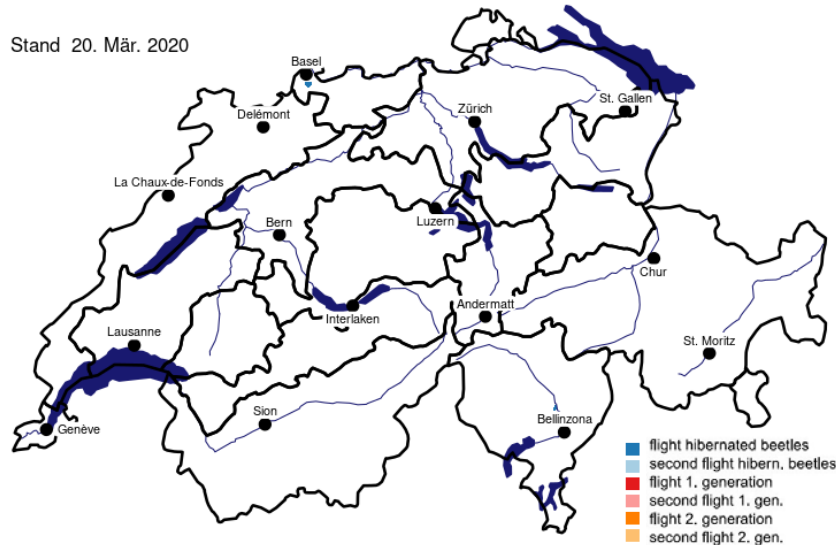 Stand 20. Mär. 2020
Basel
Delémont
Zürich
St. Gallen
La Chaux-de-Fonds
Bern
Luzern
Chur
Interlaken
Andermatt
Lausanne
St. Moritz
Sion
Bellinzona
Genève
flight hibernated beetles
second flight hibern. beetles
flight 1. generation
second flight 1. gen.
flight 2. generation
second flight 2. gen.